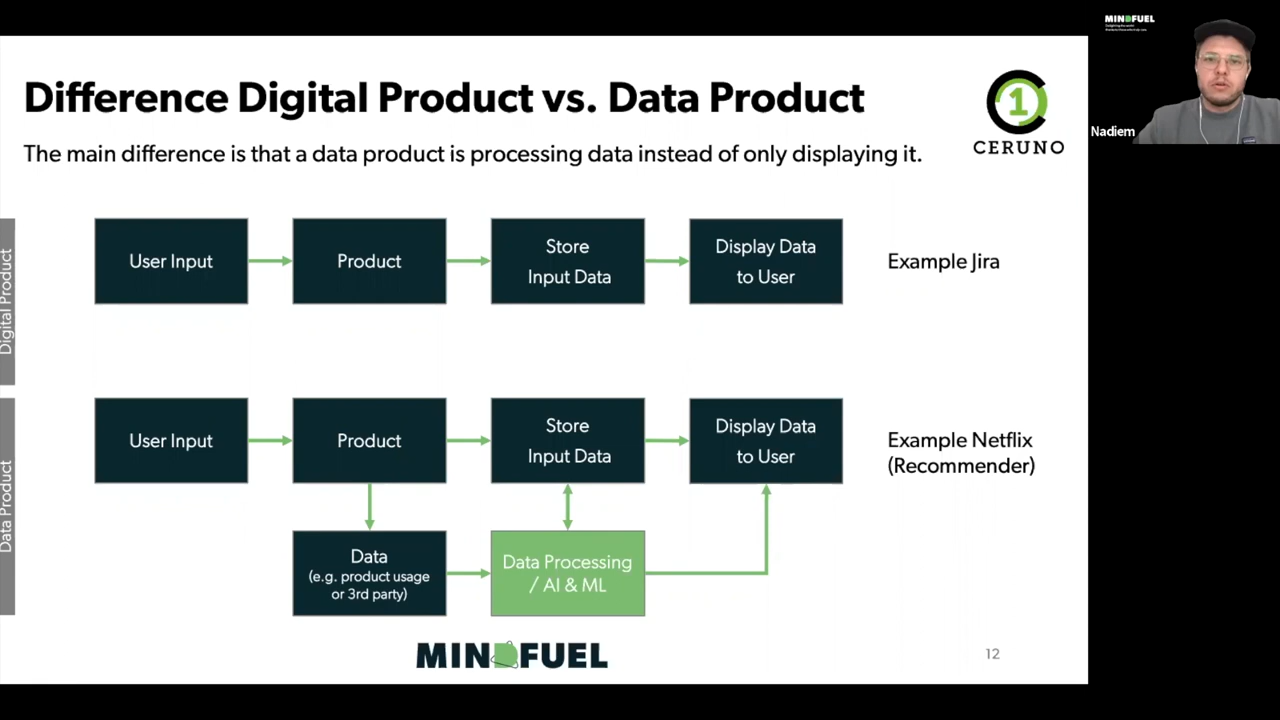 MINDFUEL
Difference Digital Product vs. Data Product
1
CERUNO
Nadiem
The main difference is that a data product is processing data instead of only displaying it.
Digital Product
User Input
Product
Store
Input Data
Display Data
to User
Example Jira
Data Product
User Input
Product
Store
Input Data
Display Data
to User
Example Netflix
(Recommender)
Data
(e.g. product usage
or 3rd party)
Data Processing
/ AI & ML
MINDFUEL
12